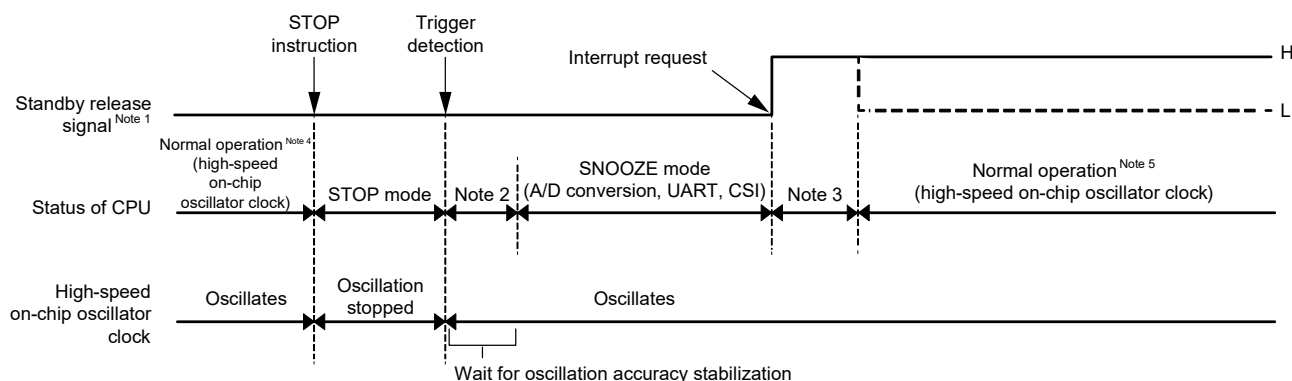 STOP
instruction
Trigger
detection
Interrupt request
H
L
Standby release
signal Note 1
Normal operation Note 4
(high-speed
on-chip
oscillator clock)
SNOOZE mode
(A/D conversion, UART, CSI)
Normal operation Note 5
(high-speed on-chip oscillator clock)
Status of CPU
STOP mode
Note 2
Note 3
High-speed
on-chip oscillator
clock
Oscillates
Oscillation
stopped
Oscillates
Wait for oscillation accuracy stabilization